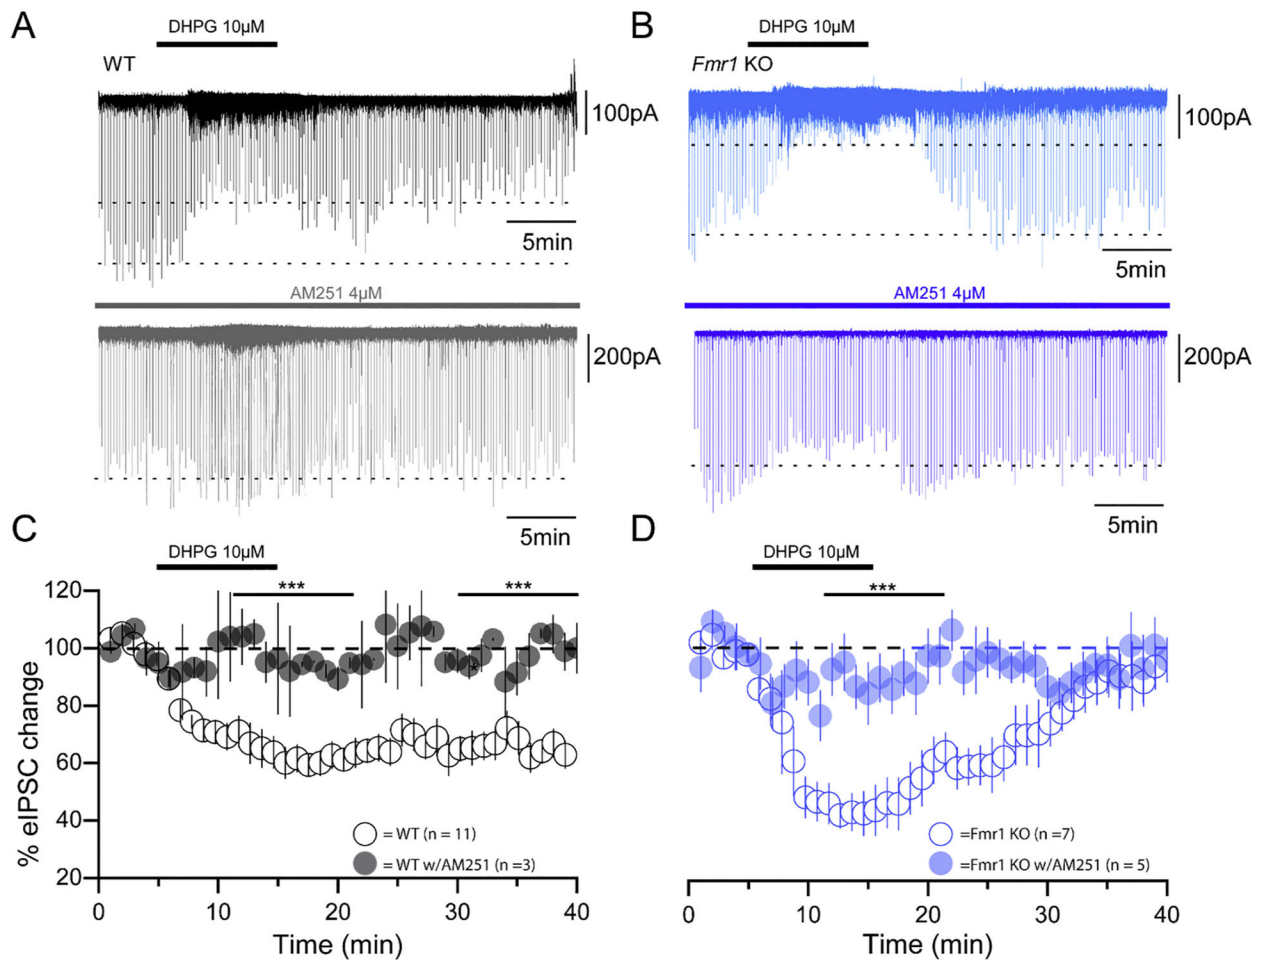 A
DHPG 10µM
WT
100pA
5min
AM251 4µM
200pA
5min
B
DHPG 10µM
Fmr1 KO
100pA
5min
AM251 4µM
200pA
5min
C
DHPG 10µM
***
***
*
% eIPSC change
120
100
80
60
40
20
= WT (n = 11)
= WT w/AM251 (n =3)
0
10
20
30
40
Time (min)
D
DHPG 10µM
***
=Fmr1 KO (n =7)
=Fmr1 KO w/AM251 (n = 5)
0
10
20
30
40
Time (min)